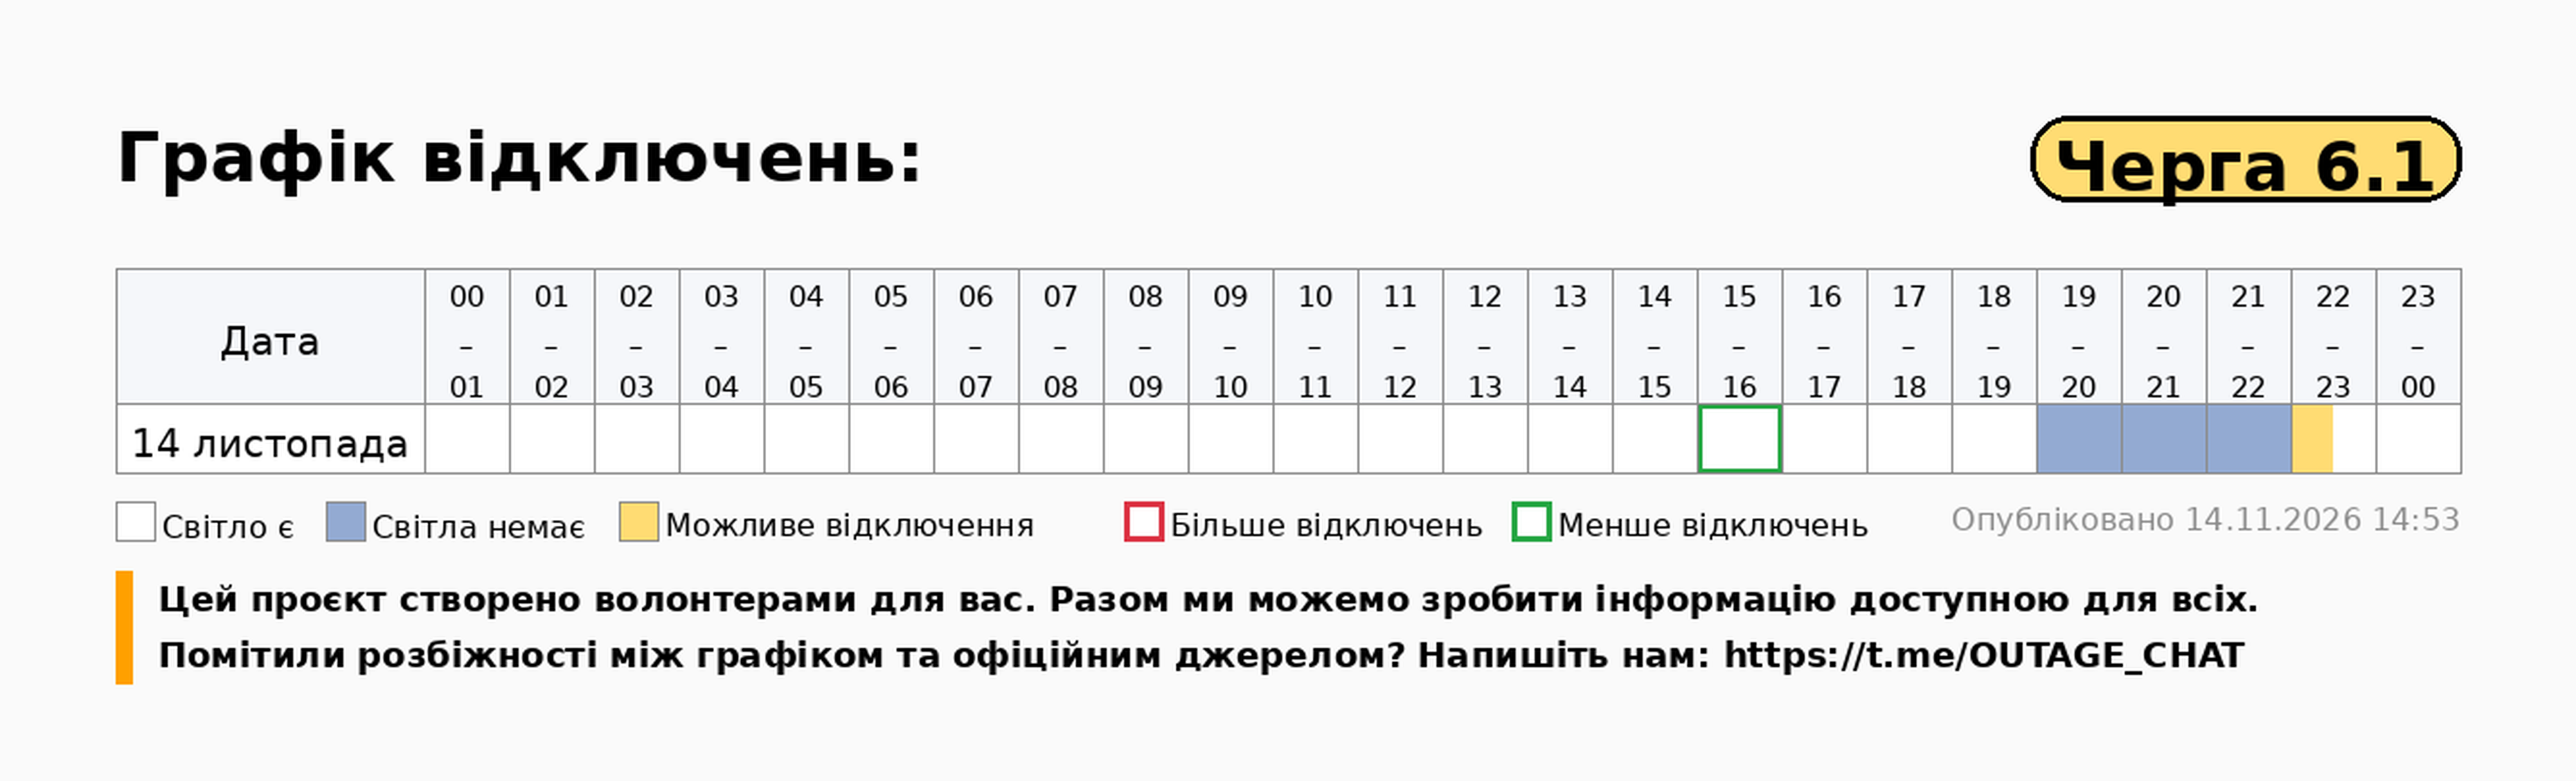 Графік відключень:
Черга 6.1
Дата 00 – 01 01 – 02 02 – 03 03 – 04 04 – 05 05 – 06 06 – 07 07 – 08 08 – 09 09 – 10 10 – 11 11 – 12 12 – 13 13 – 14 14 – 15 15 – 16 16 – 17 17 – 18 18 – 19 19 – 20 20 – 21 21 – 22 22 – 23 23 – 00
14 листопада
Світло є Світла немає Можливе відключення Більше відключень Менше відключень Опубліковано 14.11.2026 14:53
Цей проєкт створено волонтерами для вас. Разом ми можемо зробити інформацію доступною для всіх.
Помітили розбіжності між графіком та офіційним джерелом? Напишіть нам: https://t.me/OUTAGE_CHAT